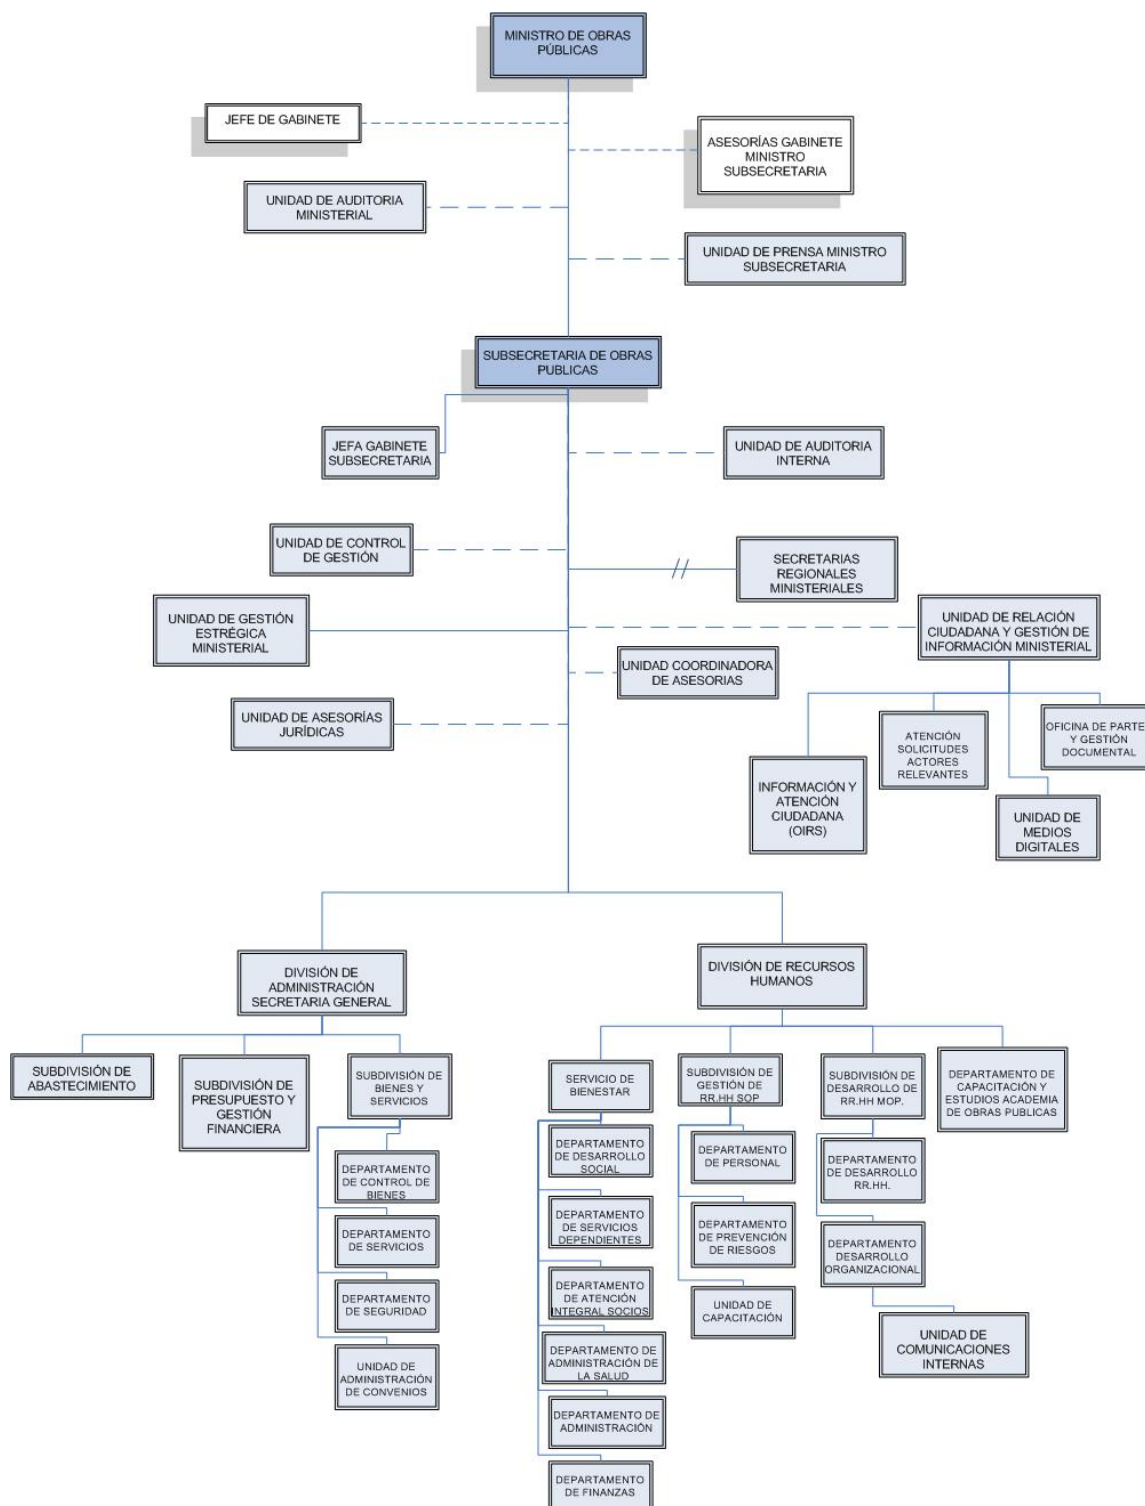 MINISTRO DE OBRAS
PÚBLICAS
JEFE DE GABINETE
ASESORÍAS GABINETE
MINISTRO
SUBSECRETARIA
UNIDAD DE AUDITORIA
MINISTERIAL
UNIDAD DE PRENSA MINISTRO
SUBSECRETARIA
SUBSECRETARIA DE OBRAS
PUBLICAS
JEFA GABINETE
SUBSECRETARIA
UNIDAD DE AUDITORIA
INTERNA
UNIDAD DE CONTROL
DE GESTIÓN
SECRETARIAS
REGIONALES
MINISTERIALES
UNIDAD DE GESTIÓN
ESTRÉGICA
MINISTERIAL
UNIDAD DE RELACIÓN
CIUDADANA Y GESTIÓN DE
INFORMACIÓN MINISTERIAL
UNIDAD COORDINADORA
DE ASESORIAS
UNIDAD DE ASESORÍAS
JURÍDICAS
INFORMACIÓN Y
ATENCIÓN
CIUDADANA
(OIRS)
ATENCIÓN
SOLICITUDES
ACTORES
RELEVANTES
UNIDAD DE
MEDIOS
DIGITALES
OFICINA DE PARTE
Y GESTIÓN
DOCUMENTAL
DIVISIÓN DE
ADMINISTRACIÓN
SECRETARIA GENERAL
DIVISIÓN DE RECURSOS
HUMANOS
SUBDIVISIÓN DE
ABASTECIMIENTO
SUBDIVISIÓN DE
PRESUPUESTO Y
GESTIÓN
FINANCIERA
SUBDIVISIÓN DE
BIENES Y
SERVICIOS
DEPARTAMENTO
DE CONTROL DE
BIENES
DEPARTAMENTO
DE SERVICIOS
DEPARTAMENTO
DE SEGURIDAD
UNIDAD DE
ADMINISTRACIÓN
DE CONVENIOS
SERVICIO DE
BIENESTAR
DEPARTAMENTO
DE DESARROLLO
SOCIAL
DEPARTAMENTO
DE SERVICIOS
DEPENDIENTES
DEPARTAMENTO
DE ATENCIÓN
INTEGRAL SOCIOS
DEPARTAMENTO DE
ADMINISTRACIÓN DE
LA SALUD
DEPARTAMENTO DE
ADMINISTRACIÓN
DEPARTAMENTO
DE FINANZAS
SUBDIVISIÓN DE
GESTIÓN DE
RR.HH SOP
DEPARTAMENTO
DE PERSONAL
DEPARTAMENTO
DE PREVENCIÓN
DE RIESGOS
UNIDAD DE
CAPACITACIÓN
SUBDIVISIÓN DE
DESARROLLO DE
RR.HH MOP.
DEPARTAMENTO
DE DESARROLLO
RR.HH.
DEPARTAMENTO
DESARROLLO
ORGANIZACIONAL
UNIDAD DE
COMUNICACIONES
INTERNAS
DEPARTAMENTO DE
CAPACITACIÓN Y
ESTUDIOS ACADEMIA
DE OBRAS PUBLICAS